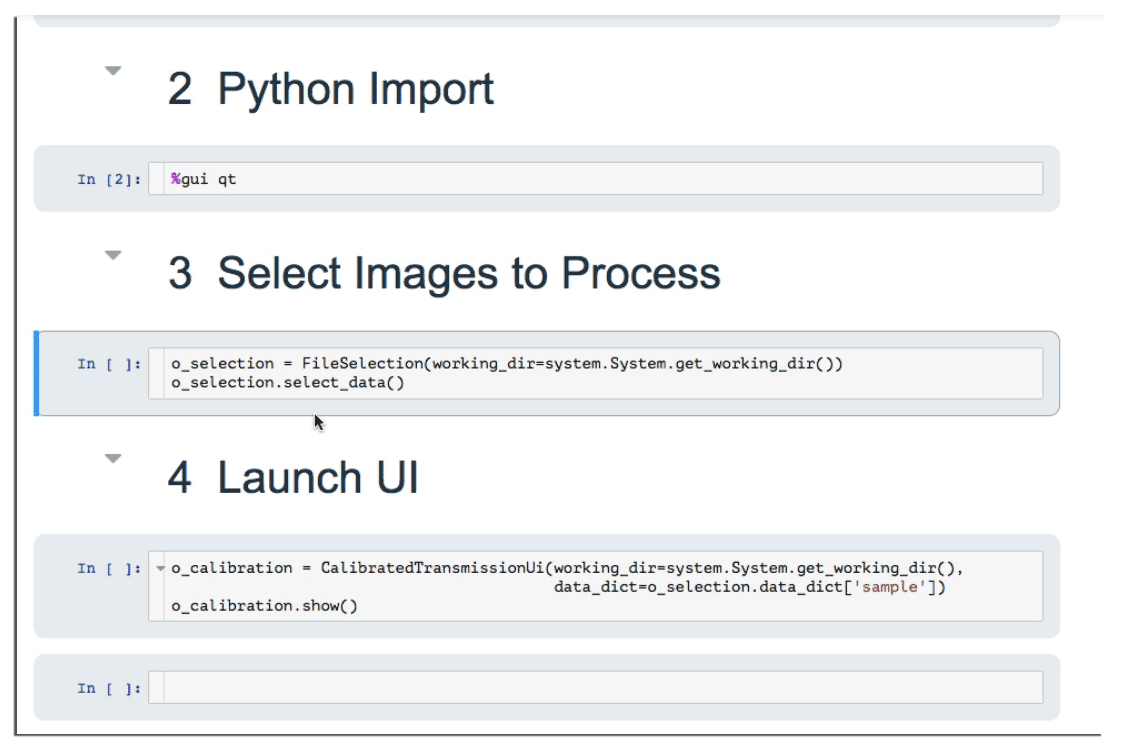 2 Python Import
In [2]: %gui qt
3 Select Images to Process
In [ ]: o_selection = FileSelection(working_dir=system.System.get_working_dir())
o_selection.select_data()
4 Launch UI
In [ ]: o_calibration = CalibratedTransmissionUi(working_dir=system.System.get_working_dir(),
data_dict=o_selection.data_dict['sample'])
o_calibration.show()
In [ ]: